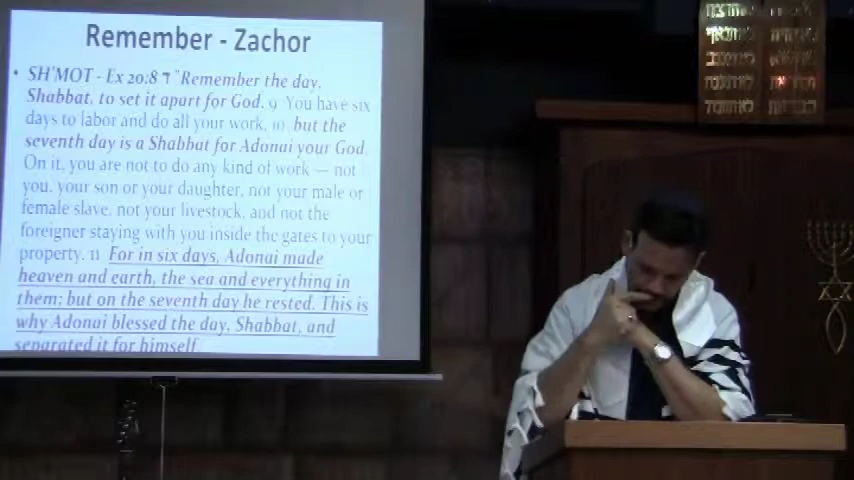 Remember - Zachor
• SH'MOT - Ex 20:8 ד "Remember the day,
Shabbat, to set it apart for God. 9 You have six
days to labor and do all your work, 10 but the
seventh day is a Shabbat for Adonai your God.
On it, you are not to do any kind of work — not
you, your son or your daughter, not your male or
female slave, not your livestock, and not the
foreigner staying with you inside the gates to your
property. 11 For in six days, Adonai made
heaven and earth, the sea and everything in
them; but on the seventh day he rested. This is
why Adonai blessed the day, Shabbat, and
separated it for himself.